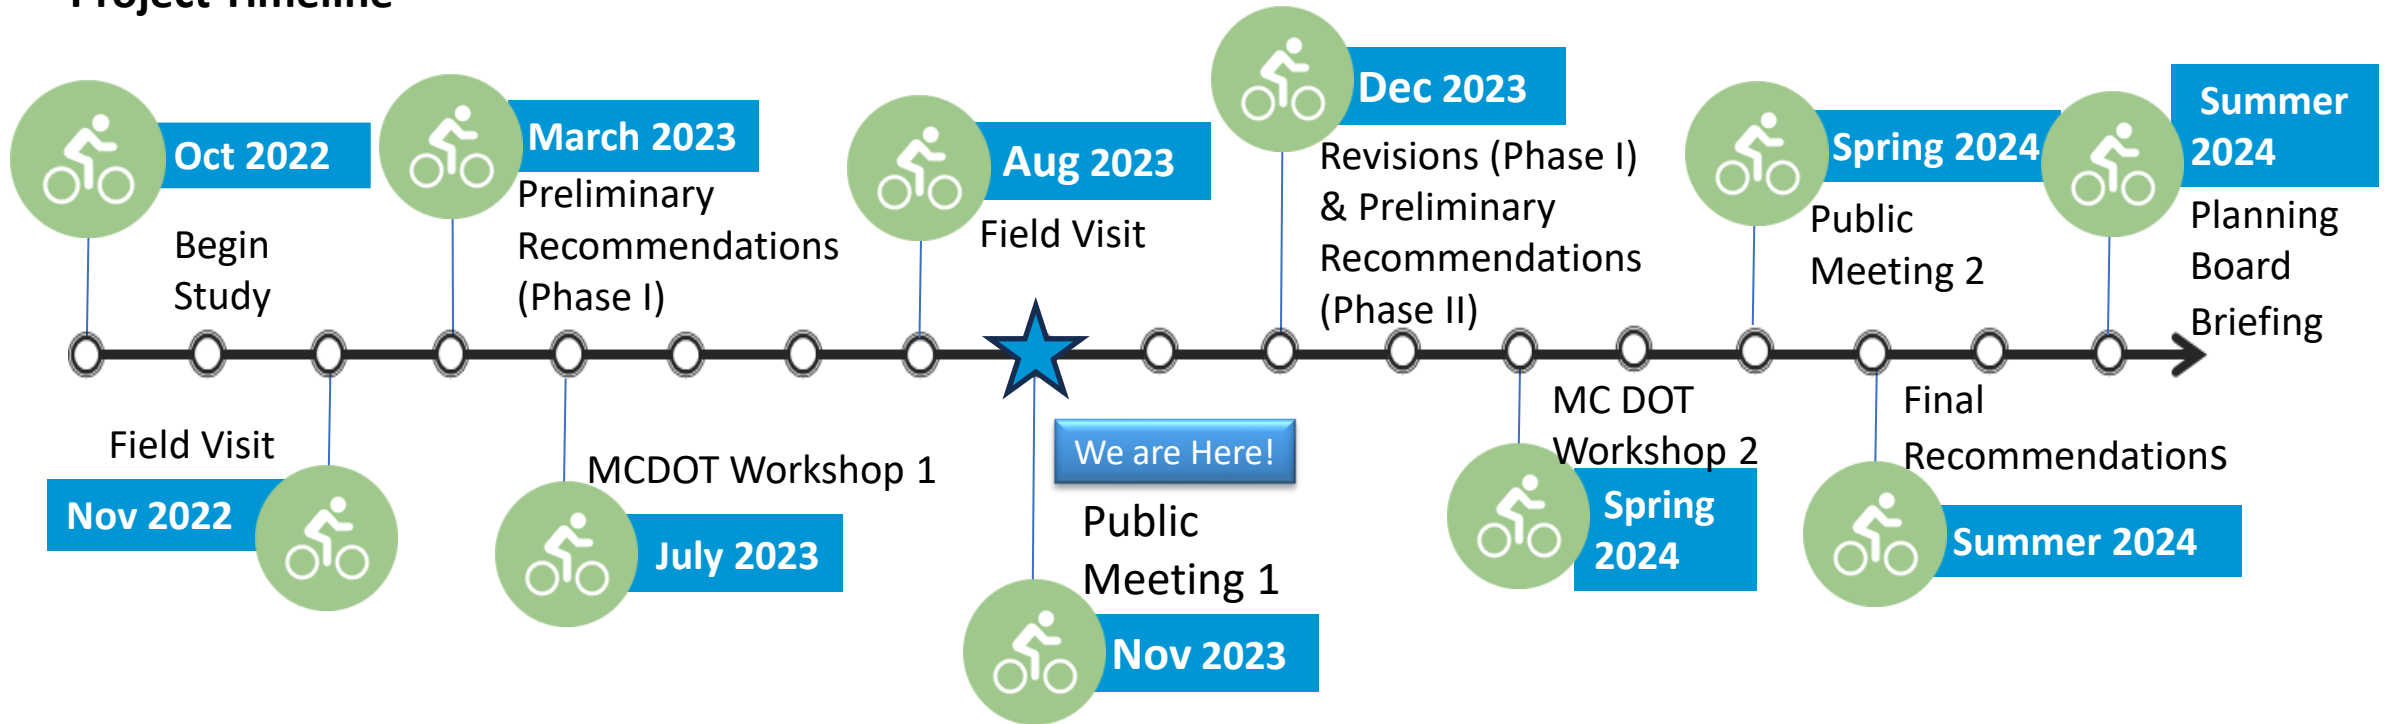 Project Timeline
Oct 2022
Begin
Study
Field Visit
Nov 2022
March 2023
Preliminary
Recommendations
(Phase I)
MCDOT Workshop 1
July 2023
Aug 2023
Field Visit
We are Here!
Public
Meeting 1
Nov 2023
Dec 2023
Revisions (Phase I)
& Preliminary
Recommendations
(Phase II)
MC DOT
Workshop 2
Spring
2024
Spring 2024
Public
Meeting 2
Final
Recommendations
Summer 2024
Summer
2024
Planning
Board
Briefing